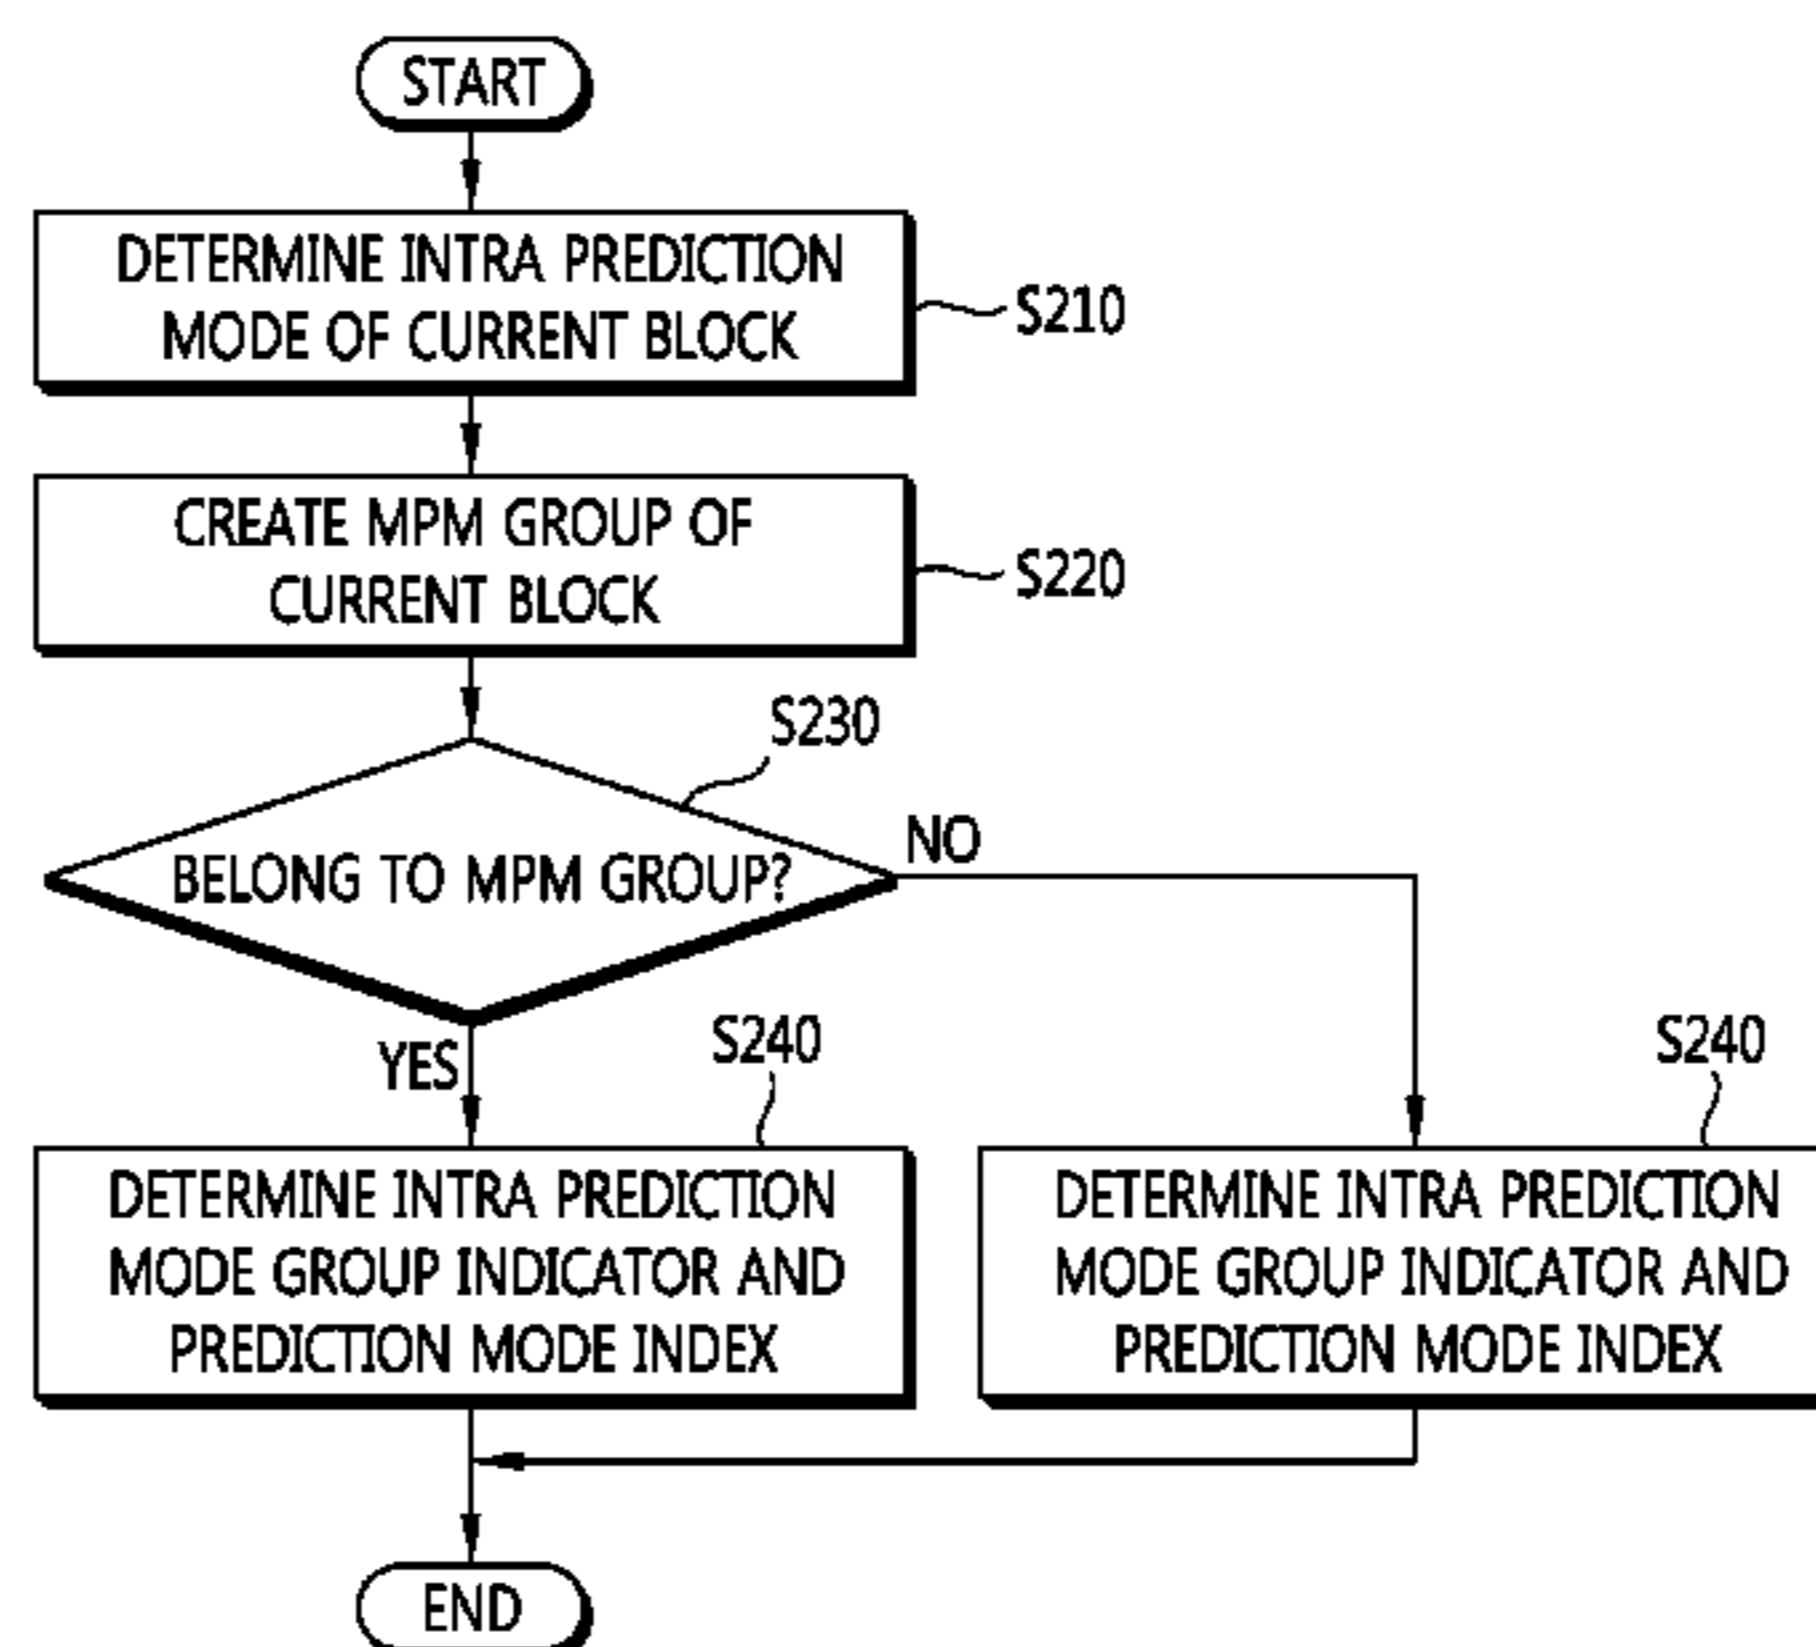 START
DETERMINE INTRA PREDICTION
MODE OF CURRENT BLOCK
S210
CREATE MPM GROUP OF
CURRENT BLOCK
S220
S230
BELONG TO MPM GROUP?
NO
YES
S240
DETERMINE INTRA PREDICTION
MODE GROUP INDICATOR AND
PREDICTION MODE INDEX
S240
DETERMINE INTRA PREDICTION
MODE GROUP INDICATOR AND
PREDICTION MODE INDEX
END